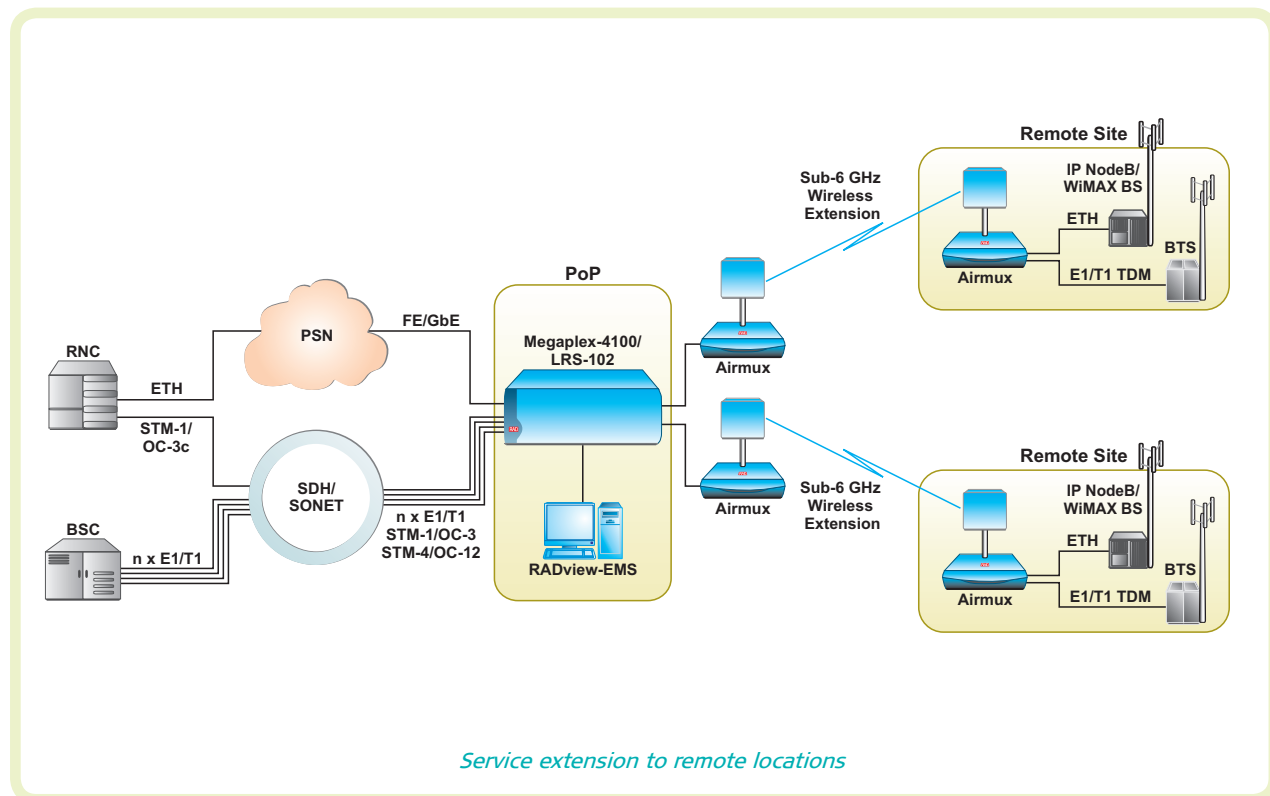 Remote Site
IP NodeB/
WiMAX BS
Sub-6 GHz
Wireless
Extension
ETH
BTS
Airmux
E1/T1 TDM
PoP
PSN
FE/GbE
Megaplex-4100/
LRS-102
RNC
Airmux
ETH
STM-1/
OC-3c
RAD
Remote Site
SDH/
SONET
Sub-6 GHz
Wireless
Extension
IP NodeB/
WiMAX BS
n x E1/T1
STM-1/OC-3
STM-4/OC-12
Airmux
ETH
BSC
n x E1/T1
RADview-EMS
BTS
Airmux
E1/T1 TDM
Service extension to remote locations